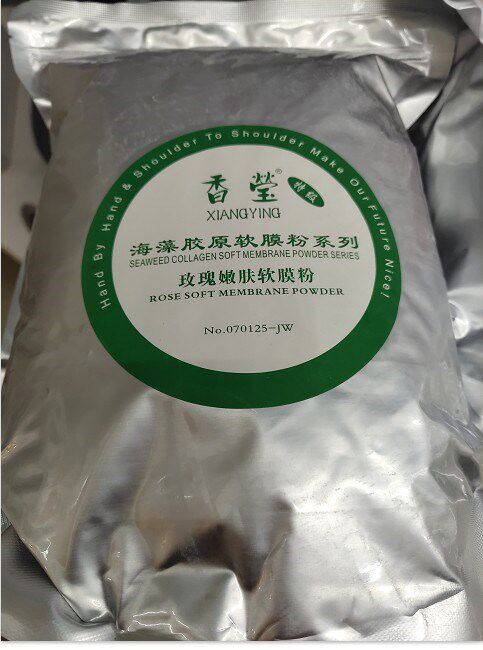 Hand By Hand & Shoulder To Shoulder Make Our Future Nice!
香莹®
特级
XIANGYING
海藻胶原软膜粉系列
SEAWEED COLLAGEN SOFT MEMBRANE POWDER SERIES
玫瑰嫩肤软膜粉
ROSE SOFT MEMBRANE POWDER
No.070125-JW